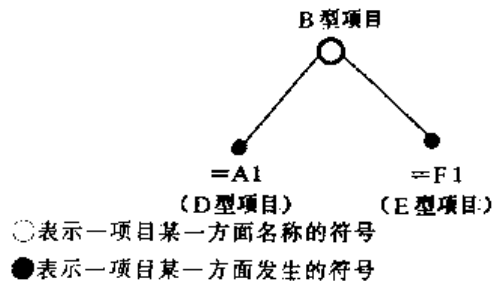 B 型项目
=A1 =F1
(D型项目) (E型项目)
○表示一项目某一方面名称的符号
●表示一项目某一方面发生的符号